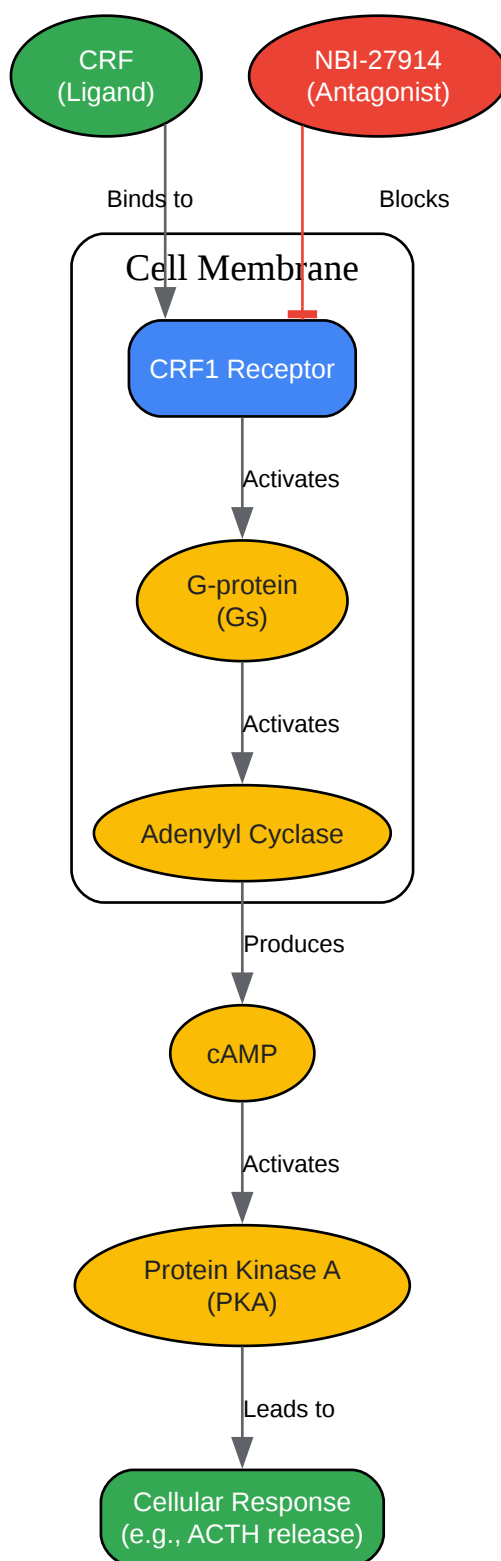 CRF
(Ligand)
NBI-27914
(Antagonist)
Binds to
Blocks
Cell Membrane
CRF1 Receptor
Activates
G-protein
(Gs)
Activates
Adenylyl Cyclase
Produces
cAMP
Activates
Protein Kinase A
(PKA)
Leads to
Cellular Response
(e.g., ACTH release)